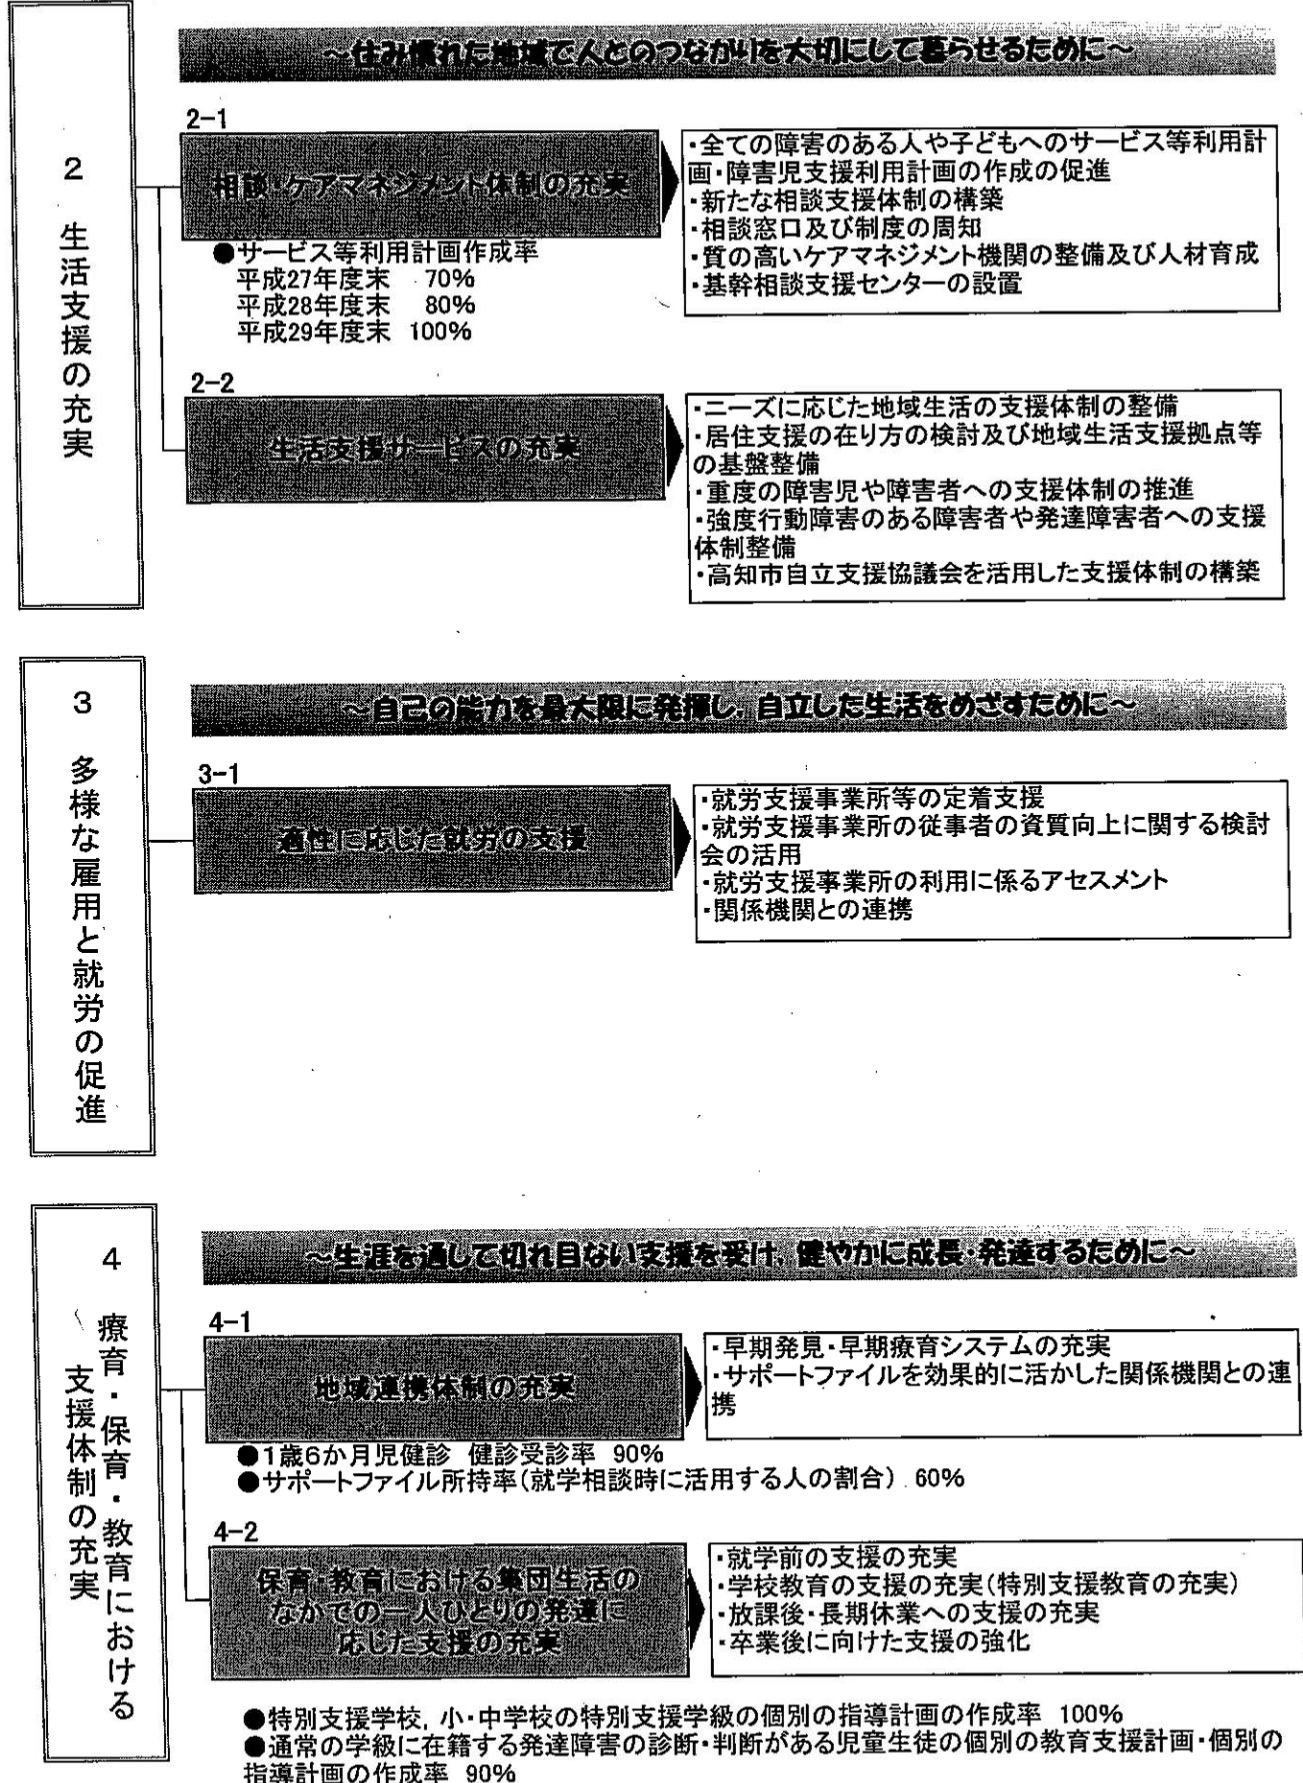 2 生活支援の充実
～住み慣れた地域で人とのつながりを大切にして暮らせるために～
2-1
相談・ケアマネジメント体制の充実
・全ての障害のある人や子どもへのサービス等利用計
画・障害児支援利用計画の作成の促進
・新たな相談支援体制の構築
・相談窓口及び制度の周知
・質の高いケアマネジメント機関の整備及び人材育成
・基幹相談支援センターの設置
●サービス等利用計画作成率
平成27年度末 70%
平成28年度末 80%
平成29年度末 100%
2-2
生活支援サービスの充実
・ニーズに応じた地域生活の支援体制の整備
・居住支援の在り方の検討及び地域生活支援拠点等
の基盤整備
・重度の障害児や障害者への支援体制の推進
・強度行動障害のある障害者や発達障害者への支援
体制整備
・高知市自立支援協議会を活用した支援体制の構築
3 多様な雇用と就労の促進
～自己の能力を最大限に発揮し，自立した生活をめざすために～
3-1
適性に応じた就労の支援
・就労支援事業所等の定着支援
・就労支援事業所の従事者の資質向上に関する検討
会の活用
・就労支援事業所の利用に係るアセスメント
・関係機関との連携
4 療育・保育・教育における
支援体制の充実
～生涯を通して切れ目ない支援を受け，健やかに成長・発達するために～
4-1
地域連携体制の充実
・早期発見・早期療育システムの充実
・サポートファイルを効果的に活かした関係機関との連
携
●1歳6か月児健診 健診受診率 90%
●サポートファイル所持率(就学相談時に活用する人の割合) 60%
4-2
保育・教育における集団生活の
なかでの一人ひとりの発達に
応じた支援の充実
・就学前の支援の充実
・学校教育の支援の充実(特別支援教育の充実)
・放課後・長期休業への支援の充実
・卒業後に向けた支援の強化
●特別支援学校，小・中学校の特別支援学級の個別の指導計画の作成率 100%
●通常の学級に在籍する発達障害の診断・判断がある児童生徒の個別の教育支援計画・個別の
指導計画の作成率 90%